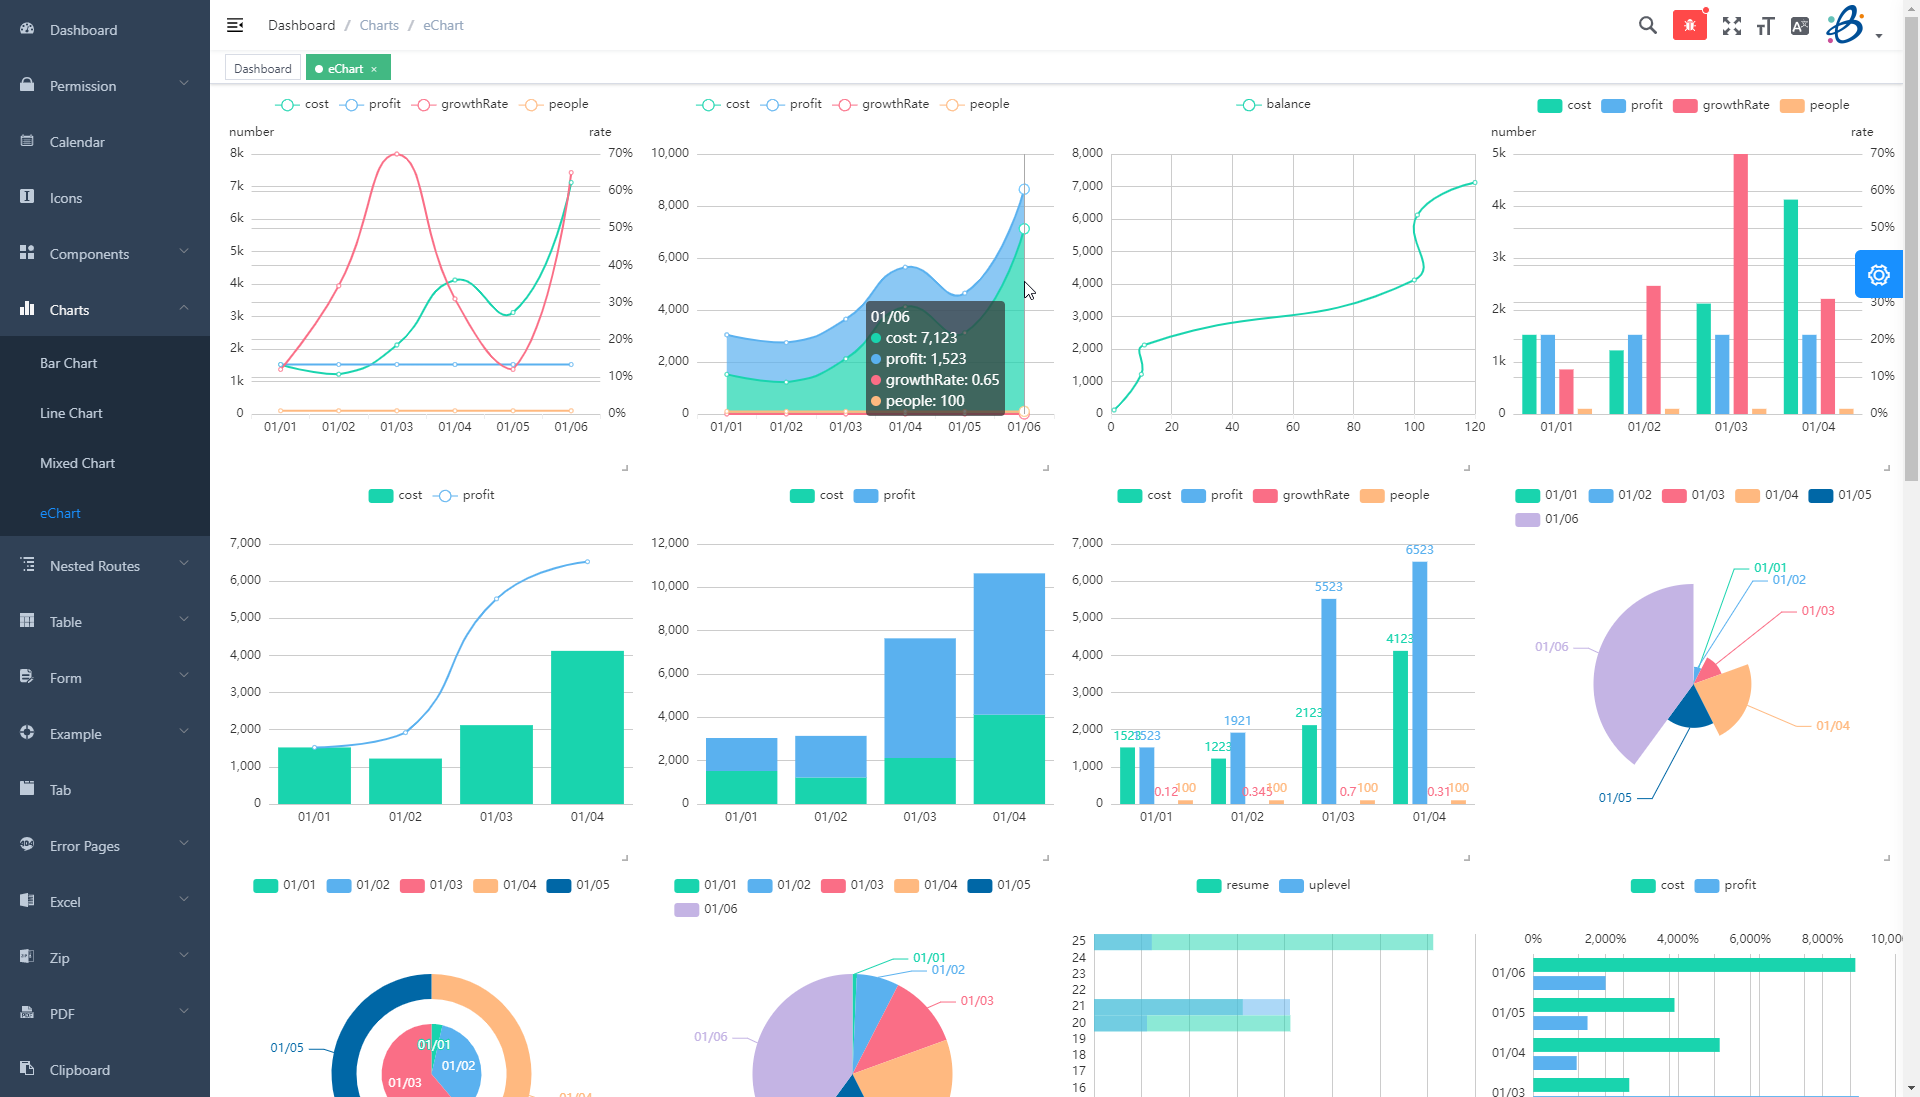 Dashboard
Permission
Calendar
Icons
Components
Charts
Bar Chart
Line Chart
Mixed Chart
eChart
Nested Routes
Table
Form
Example
Tab
Error Pages
Excel
Zip
PDF
Clipboard
Dashboard / Charts / eChart
Dashboard
eChart ×
cost profit growthRate people
number rate
8k 70%
7k 60%
6k 50%
5k 40%
4k 30%
3k 20%
2k 10%
1k 0%
0
01/01 01/02 01/03 01/04 01/05 01/06
cost profit growthRate people
10,000
8,000
6,000
4,000
2,000
0
01/06
cost: 7,123
profit: 1,523
growthRate: 0.65
people: 100
01/01 01/02 01/03 01/04 01/05 01/06
balance
8,000
7,000
6,000
5,000
4,000
3,000
2,000
1,000
0
0 20 40 60 80 100 120
cost profit growthRate people
number rate
5k 70%
4k 60%
3k 50%
2k 30%
1k 20%
0 10%
0%
01/01 01/02 01/03 01/04
cost profit
7,000
6,000
5,000
4,000
3,000
2,000
1,000
0
01/01 01/02 01/03 01/04
cost profit
12,000
10,000
8,000
6,000
4,000
2,000
0
01/01 01/02 01/03 01/04
cost profit growthRate people
7,000
6,000
5,000
4,000
3,000
2,000
1,000
0
1523 1523 0.12 100
1223 1921 0.345 100
2123 5523 0.7 100
4123 6523 0.31 100
01/01 01/02 01/03 01/04
01/01 01/02 01/03 01/04 01/05
01/06
01/01
01/02
01/03
01/06
01/04
01/05
01/01 01/02 01/03 01/04 01/05
01/05
01/01
01/02
01/03
01/04
01/01 01/02 01/03 01/04 01/05
01/06
01/01
01/02
01/03
01/06
resume uplevel
25
24
23
22
21
20
19
18
17
16
cost profit
0% 2,000% 4,000% 6,000% 8,000% 10,00
01/06
01/05
01/04
01/03